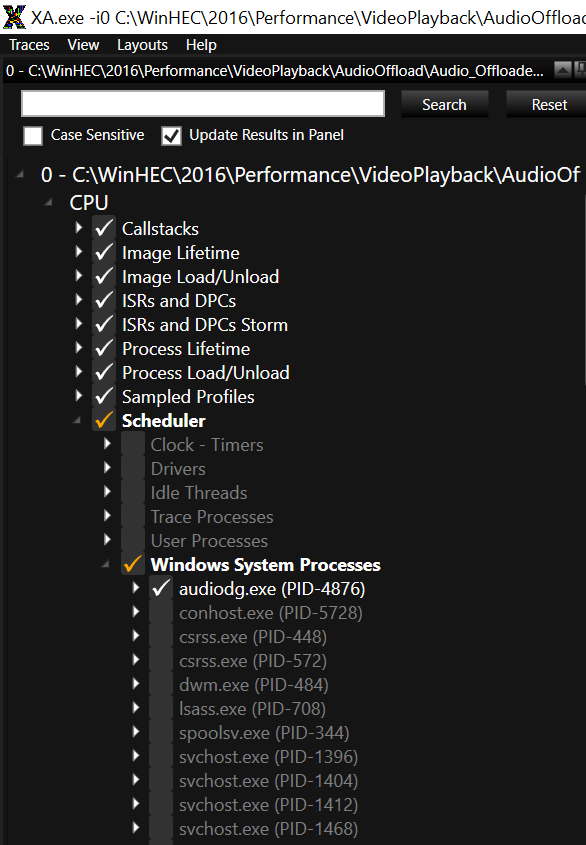 XA.exe -i0 C:\WinHEC\2016\Performance\VideoPlayback\AudioOffloa
Traces View Layouts Help
0 - C:\WinHEC\2016\Performance\VideoPlayback\AudioOffload\Audio_Offloade...
Search Reset
Case Sensitive Update Results in Panel
0 - C:\WinHEC\2016\Performance\VideoPlayback\AudioOf
CPU
Callstacks
Image Lifetime
Image Load/Unload
ISRs and DPCs
ISRs and DPCs Storm
Process Lifetime
Process Load/Unload
Sampled Profiles
Scheduler
Clock - Timers
Drivers
Idle Threads
Trace Processes
User Processes
Windows System Processes
audiodg.exe (PID-4876)
conhost.exe (PID-5728)
csrss.exe (PID-448)
csrss.exe (PID-572)
dwm.exe (PID-484)
lsass.exe (PID-708)
spoolsv.exe (PID-344)
svchost.exe (PID-1396)
svchost.exe (PID-1404)
svchost.exe (PID-1412)
svchost.exe (PID-1468)